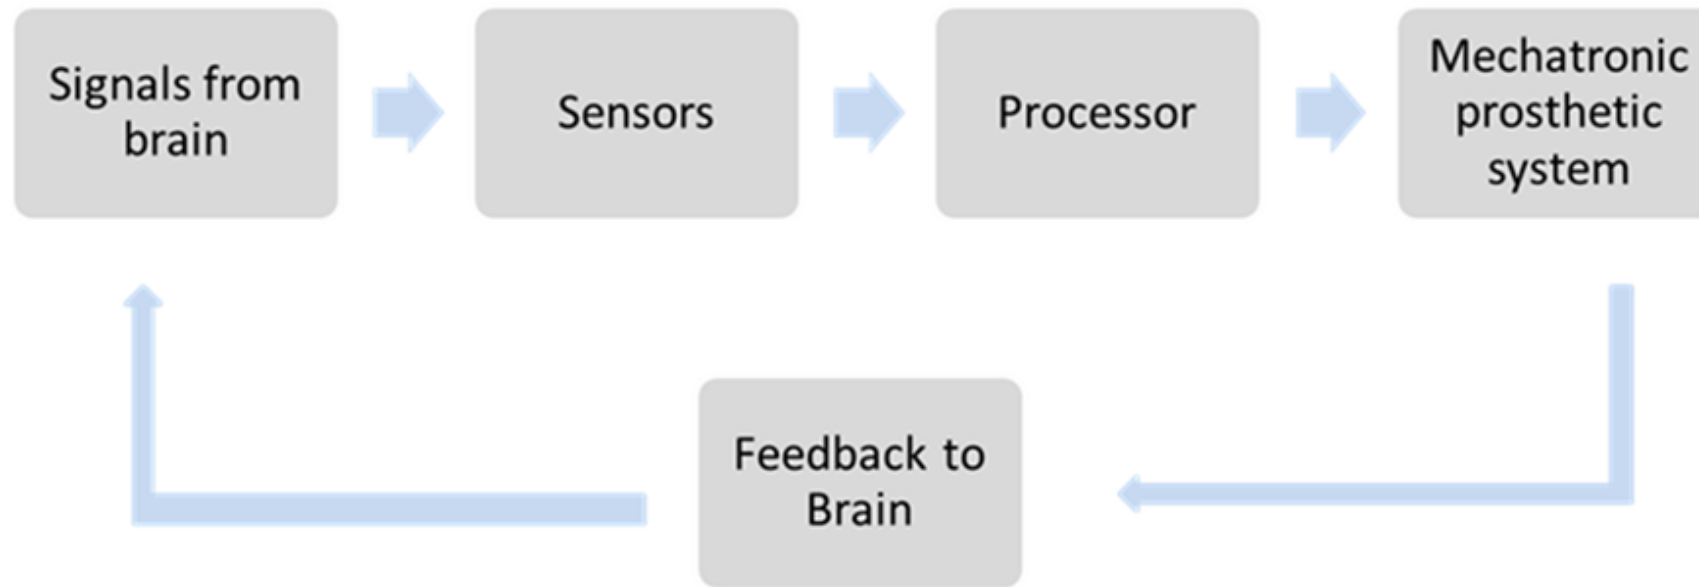 Signals from
brain
Sensors
Processor
Mechatronic
prosthetic
system
Feedback to
Brain